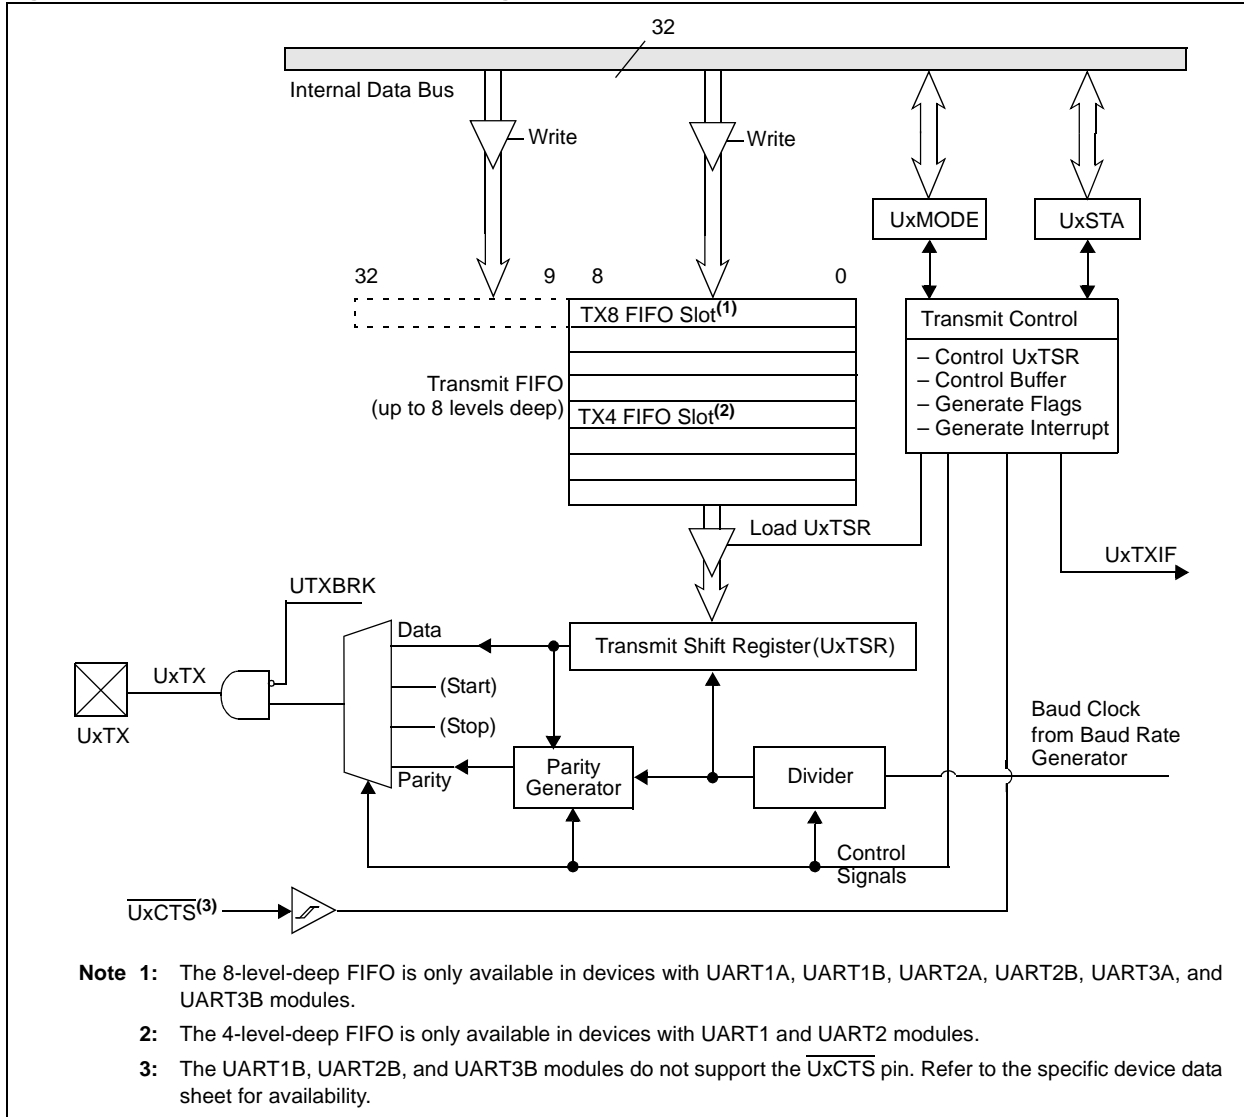 32
Internal Data Bus
Write
Write
UxMODE
UxSTA
32 9 8 0
TX8 FIFO Slot(1)
Transmit FIFO
(up to 8 levels deep)
TX4 FIFO Slot(2)
Transmit Control
– Control UxTSR
– Control Buffer
– Generate Flags
– Generate Interrupt
Load UxTSR
UxTXIF
UTXBRK
Data
Transmit Shift Register(UxTSR)
UxTX
(Start)
(Stop)
UxTX
Parity
Parity
Generator
Divider
Baud Clock
from Baud Rate
Generator
Control
Signals
UxCTS(3)
Note 1: The 8-level-deep FIFO is only available in devices with UART1A, UART1B, UART2A, UART2B, UART3A, and
UART3B modules.
2: The 4-level-deep FIFO is only available in devices with UART1 and UART2 modules.
3: The UART1B, UART2B, and UART3B modules do not support the UxCTS pin. Refer to the specific device data
sheet for availability.